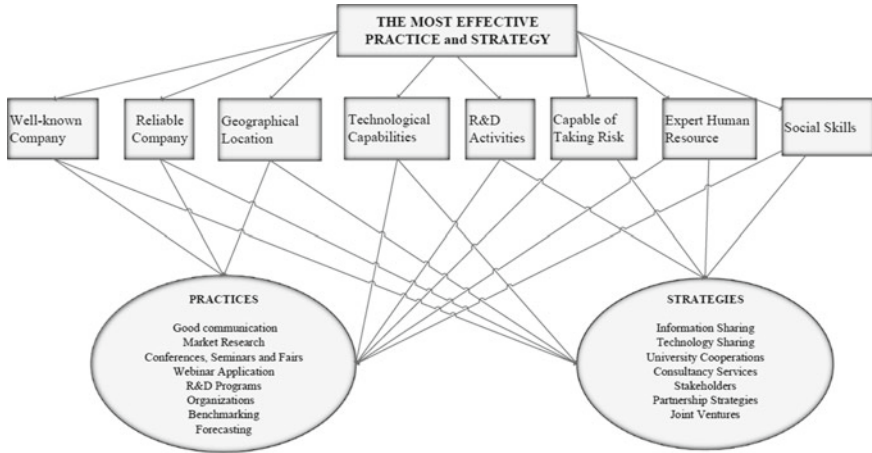 THE MOST EFFECTIVE
PRACTICE and STRATEGY
Well-known
Company
Reliable
Company
Geographical
Location
Technological
Capabilities
R&D
Activities
Capable of
Taking Risk
Expert Human
Resource
Social Skills
PRACTICES
Good communication
Market Research
Conferences, Seminars and Fairs
Webinar Application
R&D Programs
Organizations
Benchmarking
Forecasting
STRATEGIES
Information Sharing
Technology Sharing
University Cooperations
Consultancy Services
Stakeholders
Partnership Strategies
Joint Ventures